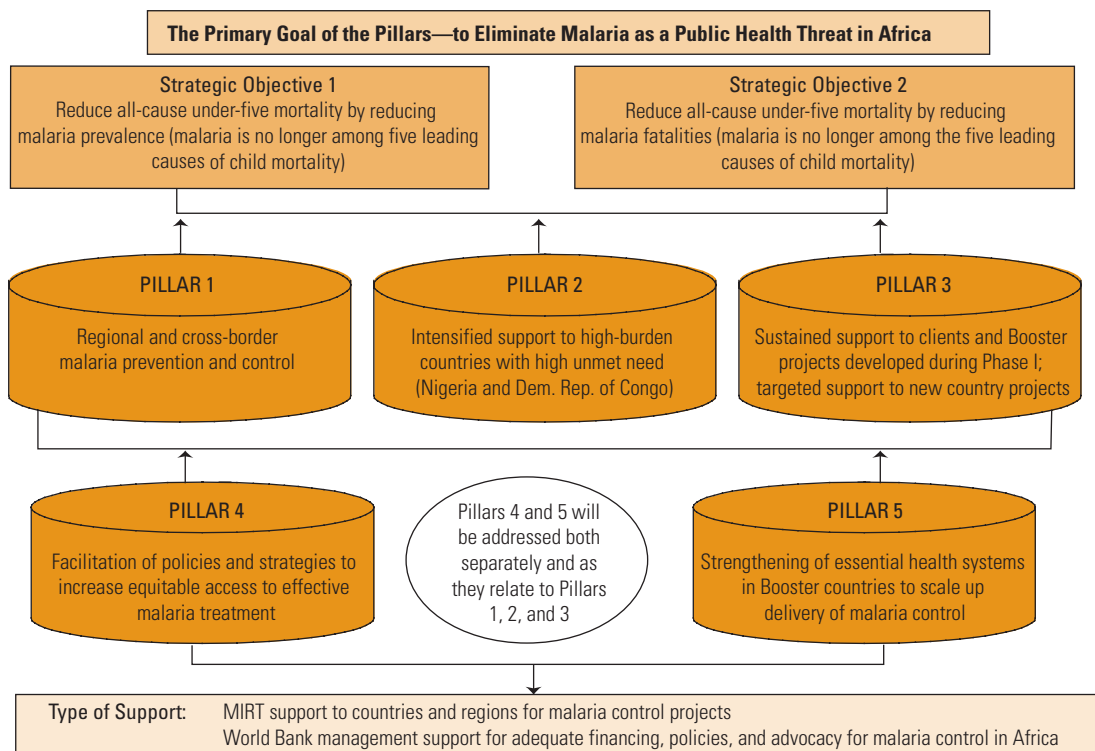 The Primary Goal of the Pillars—to Eliminate Malaria as a Public Health Threat in Africa
Strategic Objective 1
Reduce all-cause under-five mortality by reducing
malaria prevalence (malaria is no longer among five leading
causes of child mortality)
Strategic Objective 2
Reduce all-cause under-five mortality by reducing
malaria fatalities (malaria is no longer among the five leading
causes of child mortality)
PILLAR 1
Regional and cross-border
malaria prevention and control
PILLAR 2
Intensified support to high-burden
countries with high unmet need
(Nigeria and Dem. Rep. of Congo)
PILLAR 3
Sustained support to clients and Booster
projects developed during Phase I;
targeted support to new country projects
PILLAR 4
Facilitation of policies and strategies to
increase equitable access to effective
malaria treatment
Pillars 4 and 5 will
be addressed both
separately and as
they relate to Pillars
1, 2, and 3
PILLAR 5
Strengthening of essential health systems
in Booster countries to scale up
delivery of malaria control
Type of Support: MIRT support to countries and regions for malaria control projects
World Bank management support for adequate financing, policies, and advocacy for malaria control in Africa